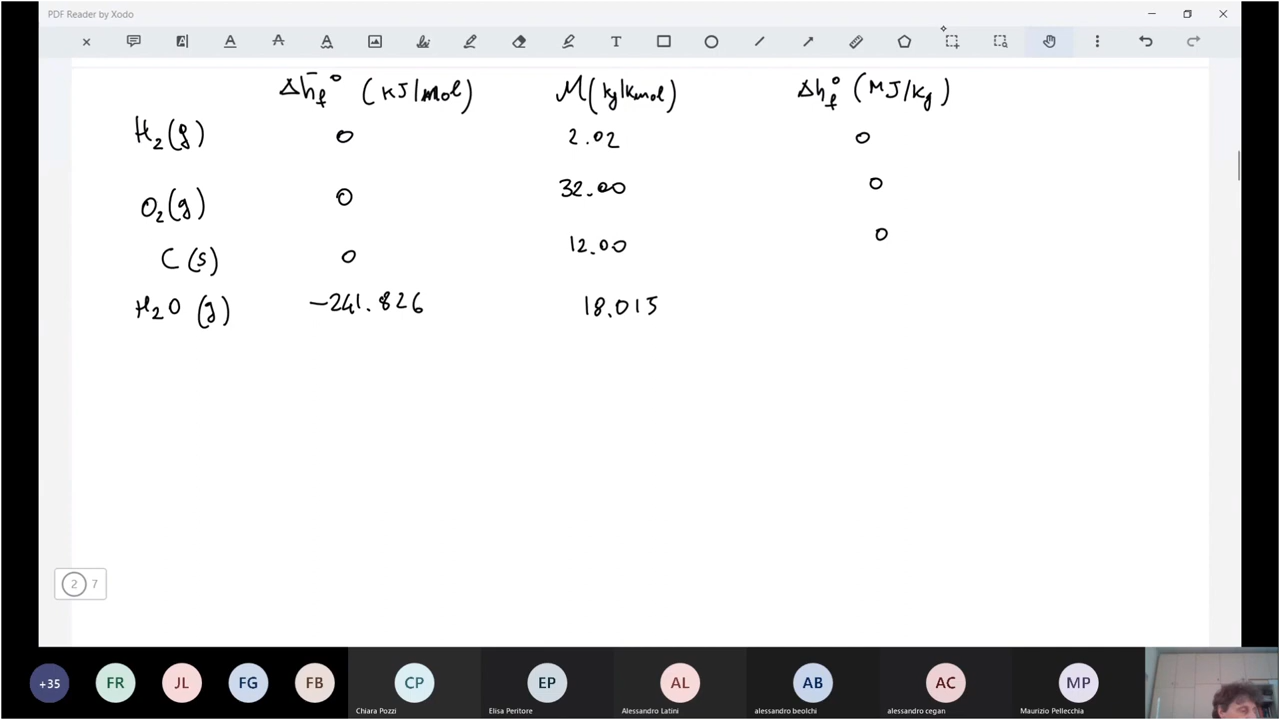 PDF Reader by Xodo
Δh̄f° (KJ/mol) M(kg/kmol) Δhf° (MJ/kg)
H₂(g) 0 2.02 0
O₂(g) 0 32.00 0
C(s) 0 12.00 0
H₂O (g) -241.826 18.015
2 7
+35 FR JL FG FB CP EP AL AB AC MP
Chiara Pozzi Elisa Peritore Alessandro Latini alessandro beolchi alessandro cegan Maurizio Pellecchia